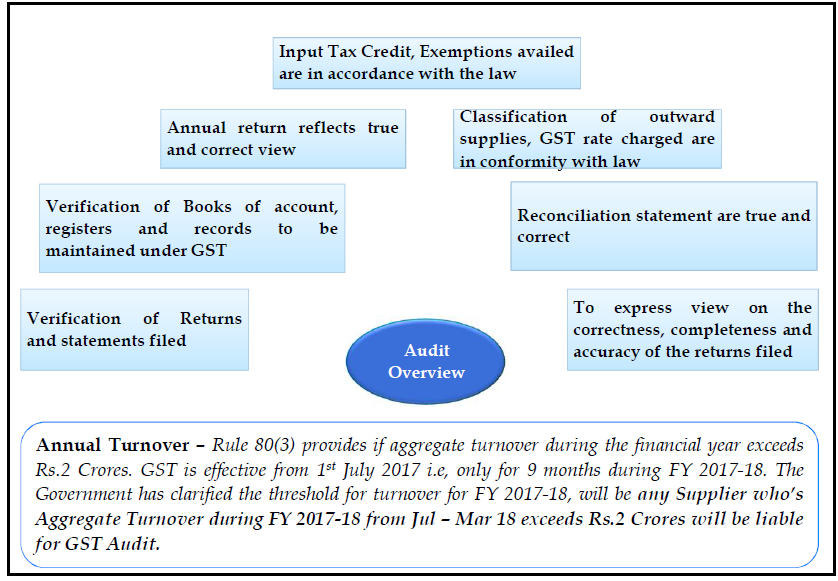 Input Tax Credit, Exemptions availed
are in accordance with the law
Annual return reflects true
and correct view
Classification of outward
supplies, GST rate charged are
in conformity with law
Verification of Books of account,
registers and records to be
maintained under GST
Reconciliation statement are true and
correct
Verification of Returns
and statements filed
Audit
Overview
To express view on the
correctness, completeness and
accuracy of the returns filed
Annual Turnover – Rule 80(3) provides if aggregate turnover during the financial year exceeds
Rs.2 Crores. GST is effective from 1st July 2017 i.e, only for 9 months during FY 2017-18. The
Government has clarified the threshold for turnover for FY 2017-18, will be any Supplier who's
Aggregate Turnover during FY 2017-18 from Jul – Mar 18 exceeds Rs.2 Crores will be liable
for GST Audit.